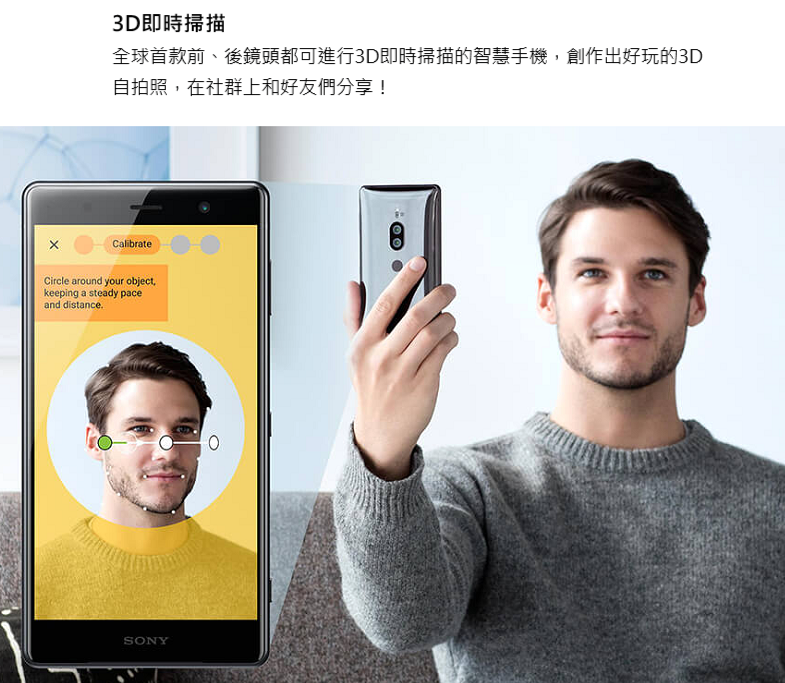 3D即時掃描
全球首款前、後鏡頭都可進行3D即時掃描的智慧手機，創作出好玩的3D
自拍照，在社群上和好友們分享！
Calibrate
Circle around your object,
keeping a steady pace
and distance.
SONY